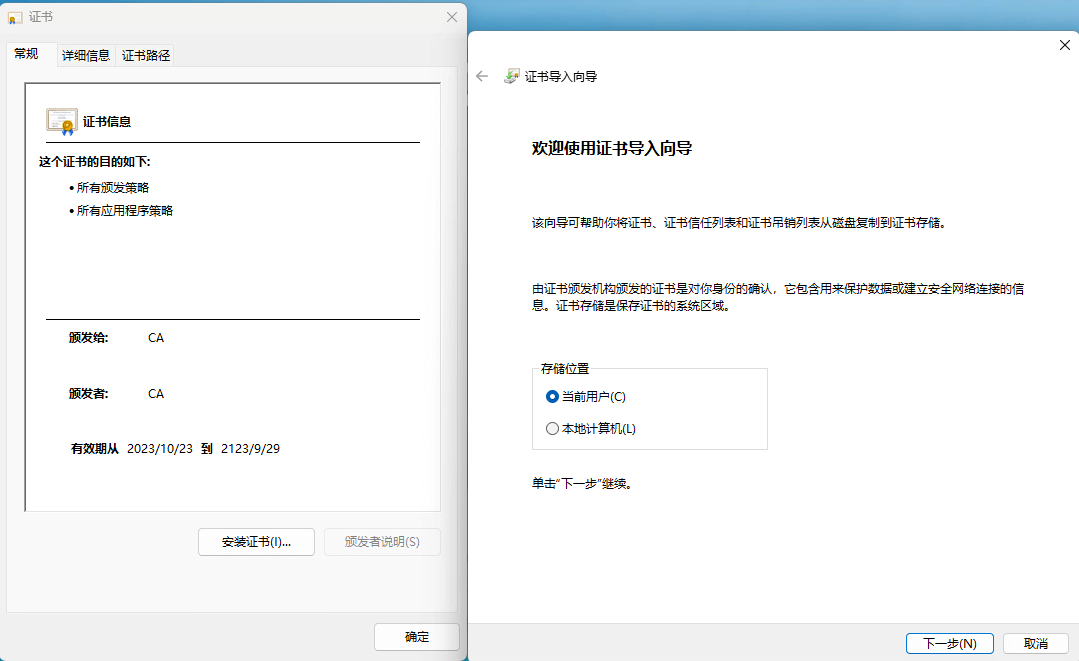 证书
常规 详细信息 证书路径
证书信息
这个证书的目的如下:
• 所有颁发策略
• 所有应用程序策略
颁发给: CA
颁发者: CA
有效期从 2023/10/23 到 2123/9/29
安装证书(I)... 颁发者说明(S)
确定
证书导入向导
欢迎使用证书导入向导
该向导可帮助你将证书、证书信任列表和证书吊销列表从磁盘复制到证书存储。
由证书颁发机构颁发的证书是对你身份的确认，它包含用来保护数据或建立安全网络连接的信
息。证书存储是保存证书的系统区域。
存储位置
当前用户(C)
本地计算机(L)
单击“下一步”继续。
下一步(N) 取消